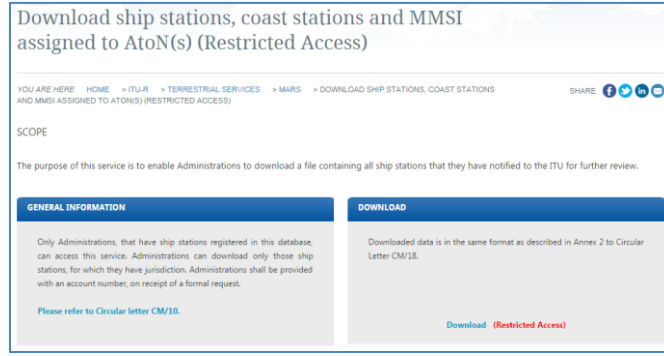 Download ship stations, coast stations and MMSI
assigned to AtoN(s) (Restricted Access)
YOU ARE HERE HOME > ITU-R > TERRESTRIAL SERVICES > MARS > DOWNLOAD SHIP STATIONS, COAST STATIONS
AND MMSI ASSIGNED TO ATON(S) (RESTRICTED ACCESS)
SHARE
SCOPE
The purpose of this service is to enable Administrations to download a file containing all ship stations that they have notified to the ITU for further review.
GENERAL INFORMATION
Only Administrations, that have ship stations registered in this database,
can access this service. Administrations can download only those ship
stations, for which they have jurisdiction. Administrations shall be provided
with an account number, on receipt of a formal request.
Please refer to Circular letter CM/10.
DOWNLOAD
Downloaded data is in the same format as described in Annex 2 to Circular
Letter CM/18.
Download (Restricted Access)